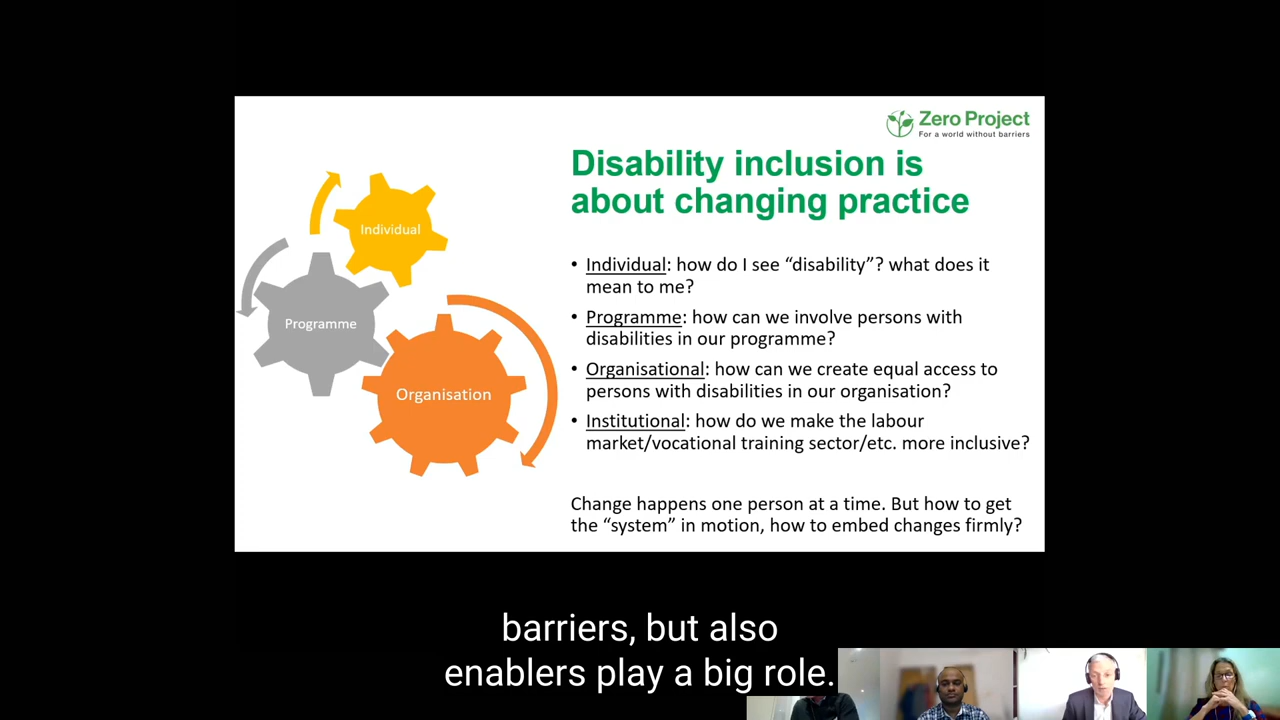 Zero Project
For a world without barriers
Disability inclusion is
about changing practice
Individual
Programme
Organisation
• Individual: how do I see “disability”? what does it
mean to me?
• Programme: how can we involve persons with
disabilities in our programme?
• Organisational: how can we create equal access to
persons with disabilities in our organisation?
• Institutional: how do we make the labour
market/vocational training sector/etc. more inclusive?
Change happens one person at a time. But how to get
the “system” in motion, how to embed changes firmly?
barriers, but also
enablers play a big role.